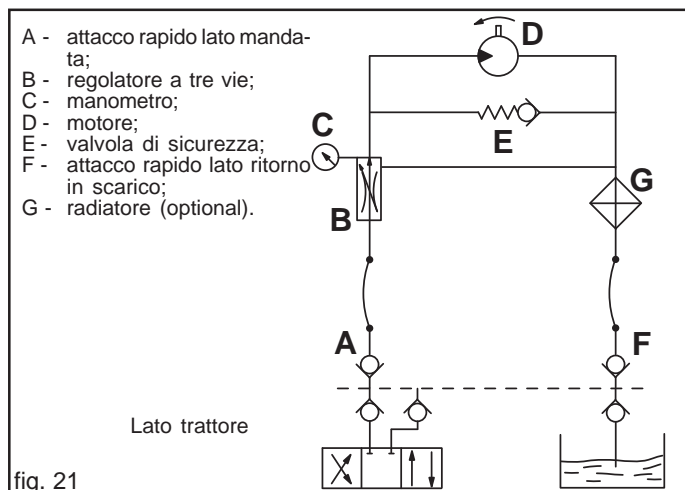 A - attacco rapido lato manda-
ta;
B - regolatore a tre vie;
C - manometro;
D - motore;
E - valvola di sicurezza;
F - attacco rapido lato ritorno
in scarico;
G - radiatore (optional).
D
E
C
B
G
A
F
Lato trattore
fig. 21